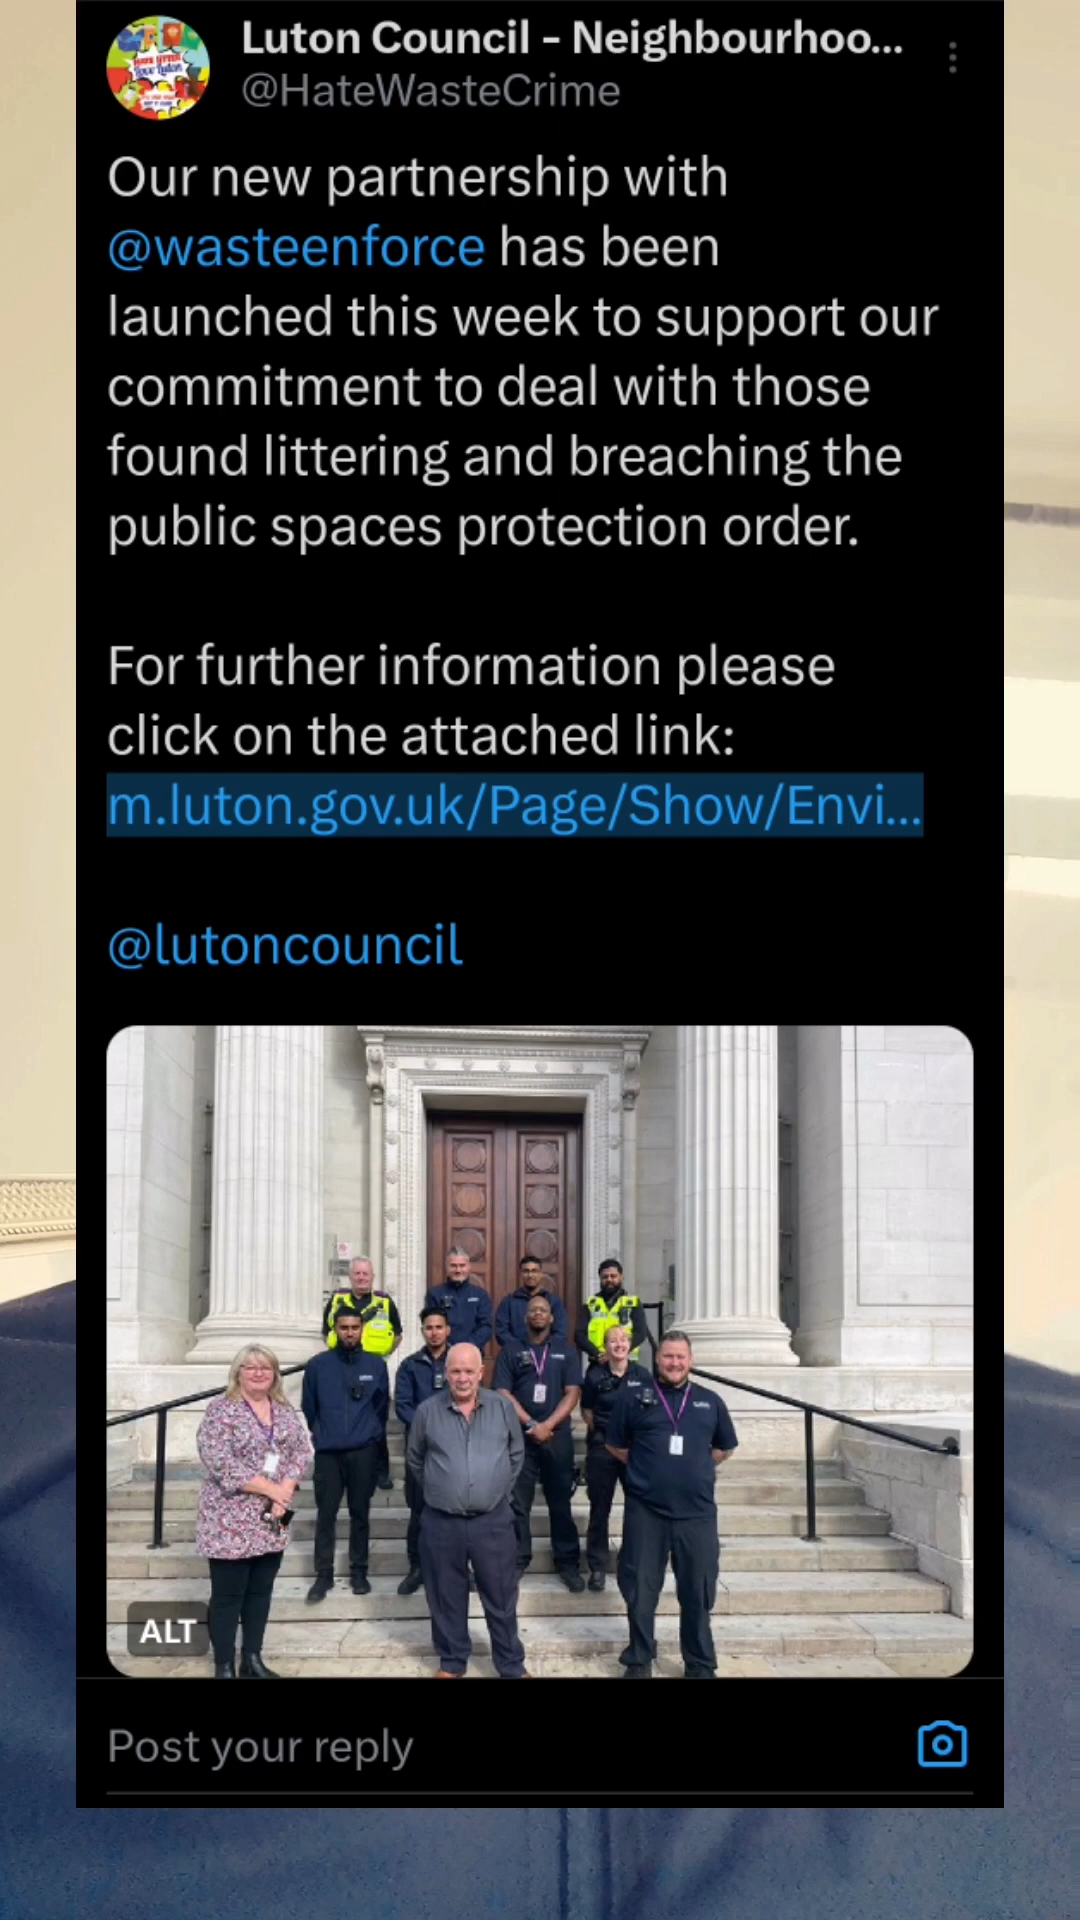 Luton Council - Neighbourhoo...
@HateWasteCrime
Our new partnership with
@wasteenforce has been
launched this week to support our
commitment to deal with those
found littering and breaching the
public spaces protection order.
For further information please
click on the attached link:
m.luton.gov.uk/Page/Show/Envi...
@lutoncouncil
ALT
Post your reply